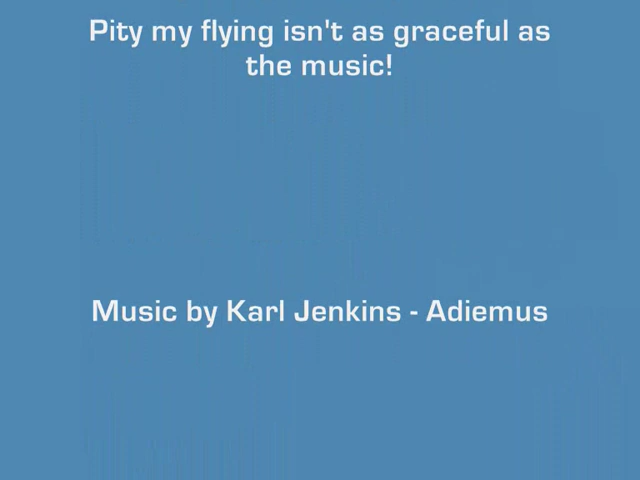 Pity my flying isn't as graceful as
the music!
Music by Karl Jenkins - Adiemus